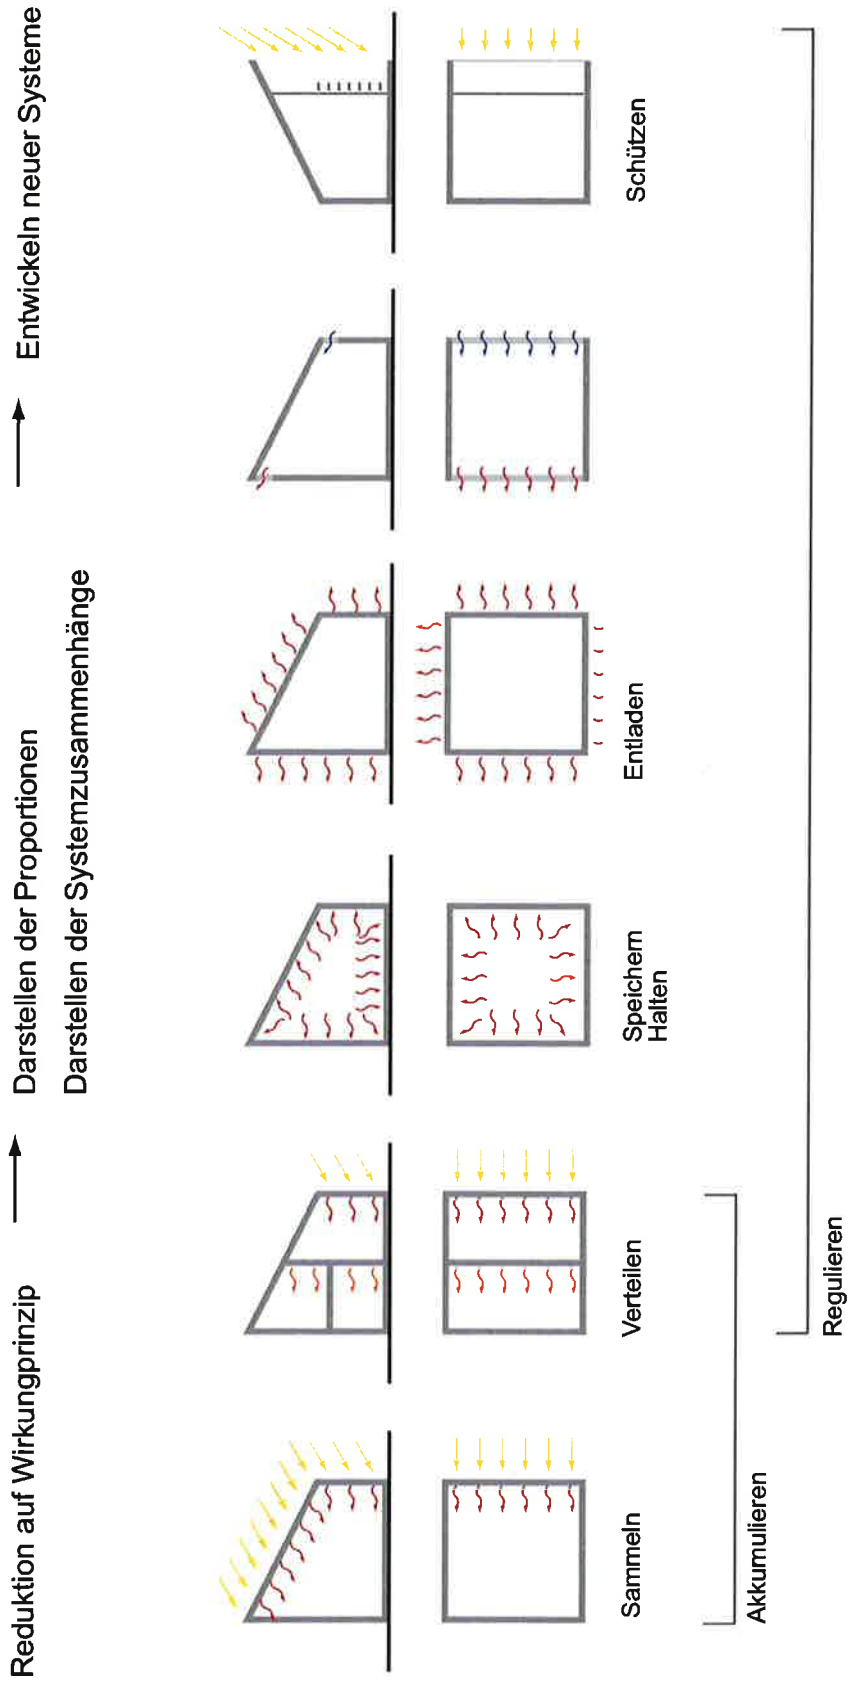 Reduktion auf Wirkungprinzip
Darstellen der Proportionen
Darstellen der Systemzusammenhänge
Entwickeln neuer Systeme
Sammeln
Verteilen
Speichern
Halten
Entladen
Schützen
Akkumulieren
Regulieren